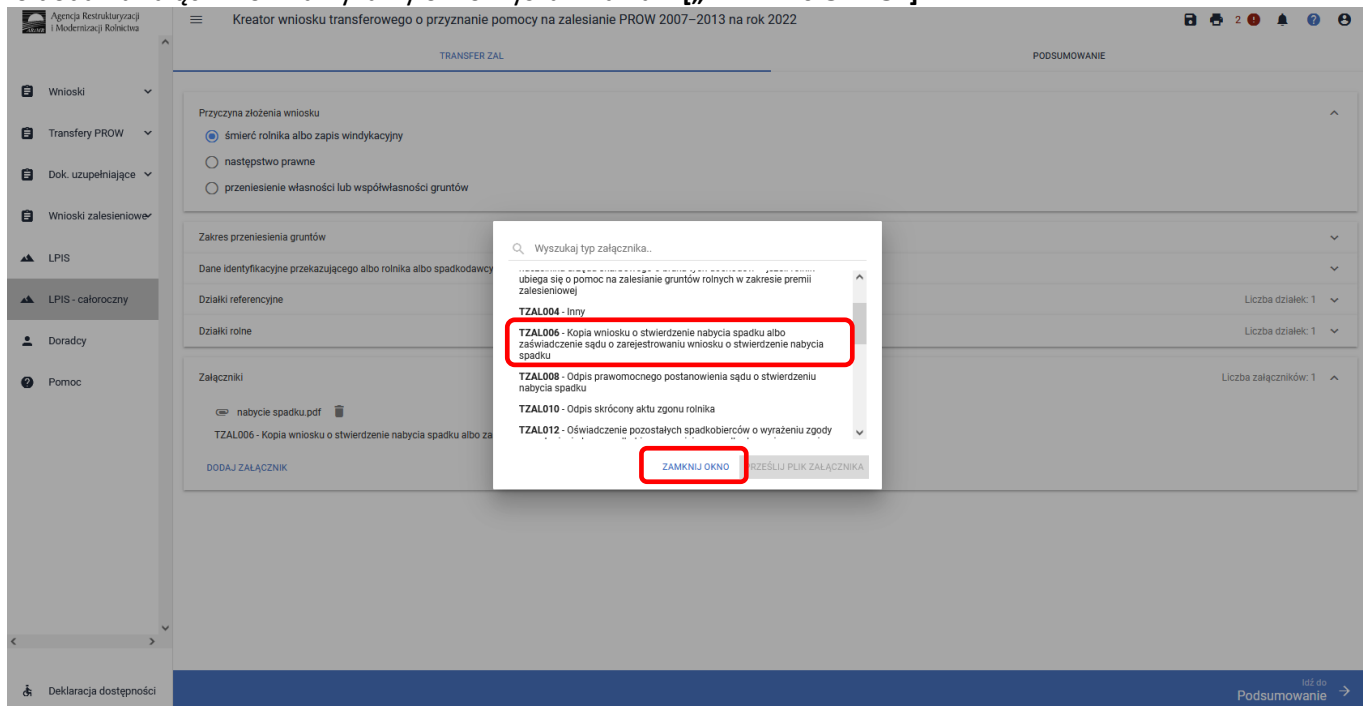 Agencja Restrukturyzacji
i Modernizacji Rolnictwa
Kreator wniosku transferowego o przyznanie pomocy na zalesianie PROW 2007–2013 na rok 2022
2
TRANSFER ZAL
PODSUMOWANIE
Wnioski
Transfery PROW
Dok. uzupełniające
Wnioski zalesieniowe
LPIS
LPIS - całoroczny
Doradcy
Pomoc
Przyczyna złożenia wniosku
śmierć rolnika albo zapis windykacyjny
następstwo prawne
przeniesienie własności lub współwłasności gruntów
Zakres przeniesienia gruntów
Dane identyfikacyjne przekazującego albo rolnika albo spadkodawcy
Działki referencyjne
Liczba działek: 1
Działki rolne
Liczba działek: 1
Załączniki
Liczba załączników: 1
nabycie spadku.pdf
TZAL006 - Kopia wniosku o stwierdzenie nabycia spadku albo za
DODAJ ZAŁĄCZNIK
Wyszukaj typ załącznika..
ubiega się o pomoc na zalesianie gruntów rolnych w zakresie premii
zalesieniowej
TZAL004 - Inny
TZAL006 - Kopia wniosku o stwierdzenie nabycia spadku albo
zaświadczenie sądu o zarejestrowaniu wniosku o stwierdzenie nabycia
spadku
TZAL008 - Odpis prawomocnego postanowienia sądu o stwierdzeniu
nabycia spadku
TZAL010 - Odpis skrócony aktu zgonu rolnika
TZAL012 - Oświadczenie pozostałych spadkobierców o wyrażeniu zgody
ZAMKNIJ OKNO
PRZEŚLIJ PLIK ZAŁĄCZNIKA
Deklaracja dostępności
Idź do
Podsumowanie